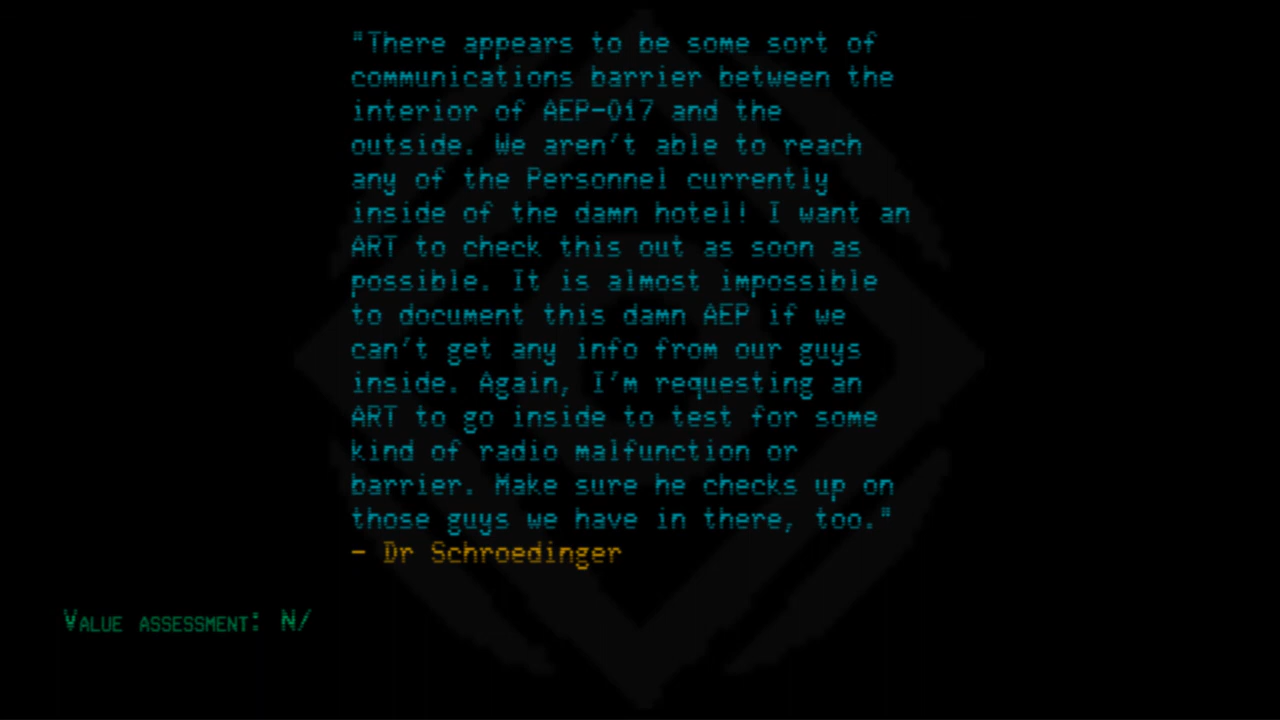 "There appears to be some sort of
communications barrier between the
interior of AEP-017 and the
outside. We aren't able to reach
any of the Personnel currently
inside of the damn hotel! I want an
ART to check this out as soon as
possible. It is almost impossible
to document this damn AEP if we
can't get any info from our guys
inside. Again, I'm requesting an
ART to go inside to test for some
kind of radio malfunction or
barrier. Make sure he checks up on
those guys we have in there, too."
- Dr Schroedinger
Value assessment: N/